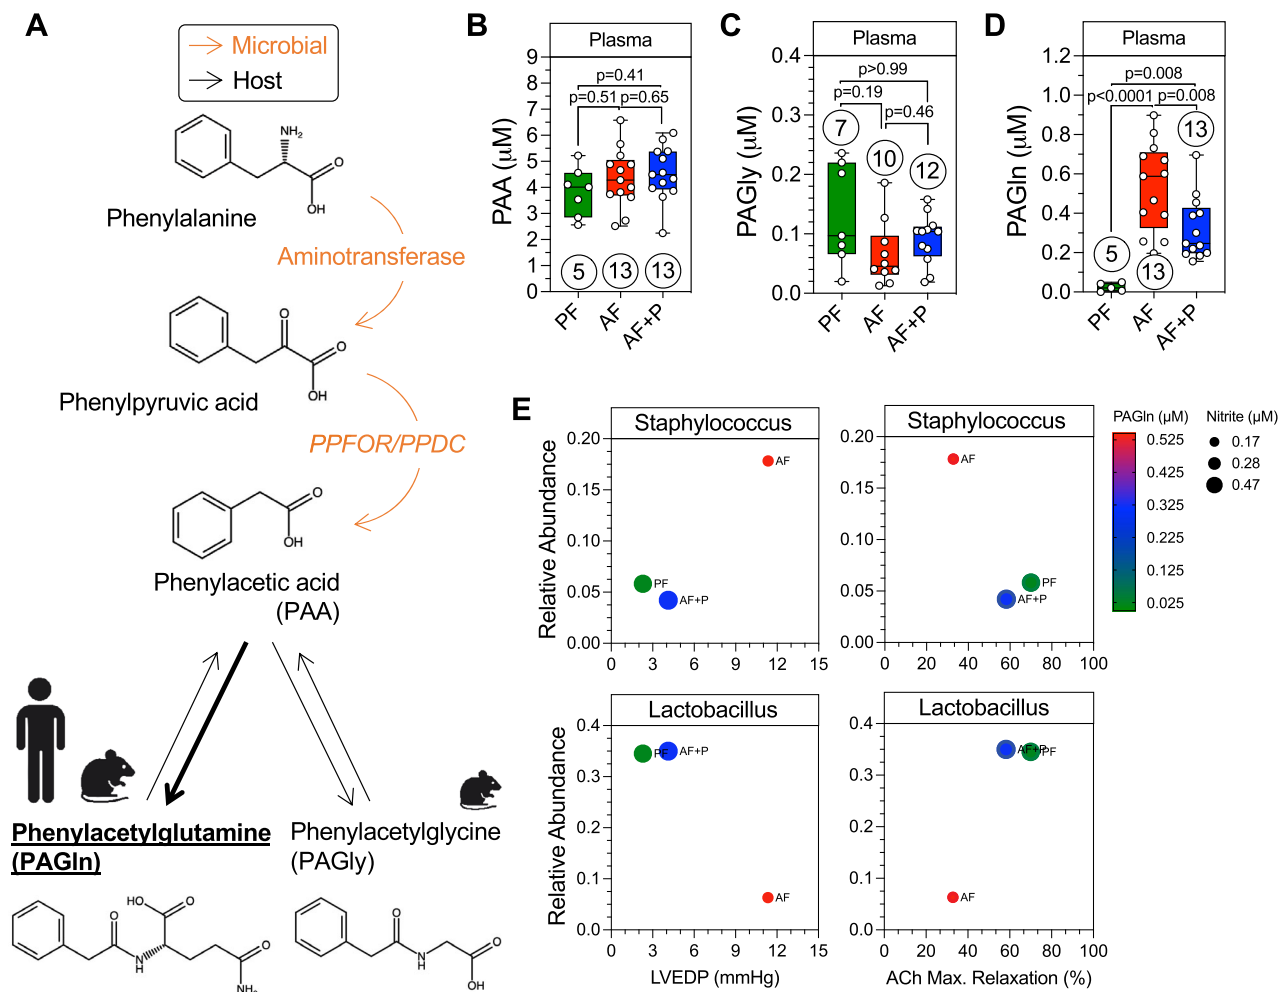 A
Microbial
Host
NH₂
O
OH
Phenylalanine
Aminotransferase
O
O
OH
Phenylpyruvic acid
PPFOR/PPDC
O
OH
Phenylacetic acid
(PAA)
Phenylacetylglutamine
(PAGln)
Phenylacetylglycine
(PAGly)
HO
O
O
N
H
O
NH₂
O
N
H
O
OH
B
Plasma
PAA (μM)
9
8
7
6
5
4
3
2
1
0
p=0.41
p=0.51
p=0.65
5
13
13
PF
AF
AF+P
C
Plasma
PAGly (μM)
0.4
0.3
0.2
0.1
0.0
p>0.99
p=0.19
p=0.46
7
10
12
PF
AF
AF+P
D
Plasma
PAGln (μM)
1.2
1.0
0.8
0.6
0.4
0.2
0.0
p=0.008
p<0.0001
p=0.008
13
5
13
PF
AF
AF+P
E
Staphylococcus
Relative Abundance
0.20
0.15
0.10
0.05
0.00
AF
PF
AF+P
0 3 6 9 12 15
Staphylococcus
0.20
0.15
0.10
0.05
0.00
AF
PF
AF+P
0 20 40 60 80 100
PAGln (μM)
0.525
0.425
0.325
0.225
0.125
0.025
Nitrite (μM)
0.17
0.28
0.47
Lactobacillus
Relative Abundance
0.4
0.3
0.2
0.1
0.0
PF
AF+P
AF
0 3 6 9 12 15
LVEDP (mmHg)
Lactobacillus
0.4
0.3
0.2
0.1
0.0
AF+P
PF
AF
0 20 40 60 80 100
ACh Max. Relaxation (%)